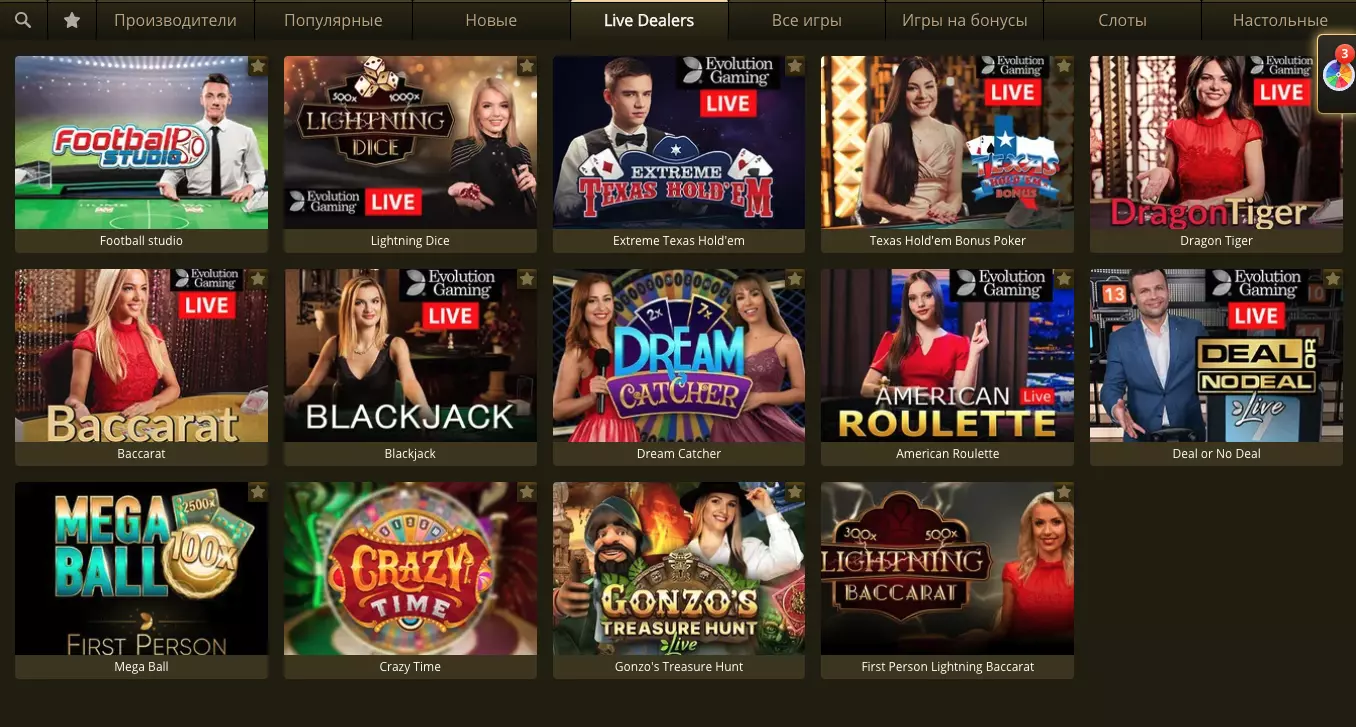 Производители
Популярные
Новые
Live Dealers
Все игры
Игры на бонусы
Слоты
Настольные
3
Football
STUDIO
Football studio
500x 1000x
LIGHTNING
DICE
Evolution
Gaming
LIVE
Lightning Dice
Evolution
Gaming
LIVE
EXTREME
TEXAS HOLD'EM
Extreme Texas Hold'em
Evolution
Gaming
LIVE
TEXAS
HOLD'EM
BONUS
Texas Hold'em Bonus Poker
Evolution
Gaming
LIVE
DragonTiger
Dragon Tiger
Evolution
Gaming
LIVE
Baccarat
Baccarat
Evolution
Gaming
LIVE
BLACKJACK
Blackjack
2x 7x
DREAM
CATCHER
Dream Catcher
Evolution
Gaming
AMERICAN Live
ROULETTE
American Roulette
13
Evolution
Gaming
LIVE
DEAL OR
NO DEAL
Live
7
Deal or No Deal
MEGA
BALL
2500x
100x
FIRST PERSON
Mega Ball
CRAZY
TIME
Crazy Time
GONZO'S
TREASURE HUNT
Live
Gonzo's Treasure Hunt
300x 500x
LIGHTNING
BACCARAT
First Person Lightning Baccarat